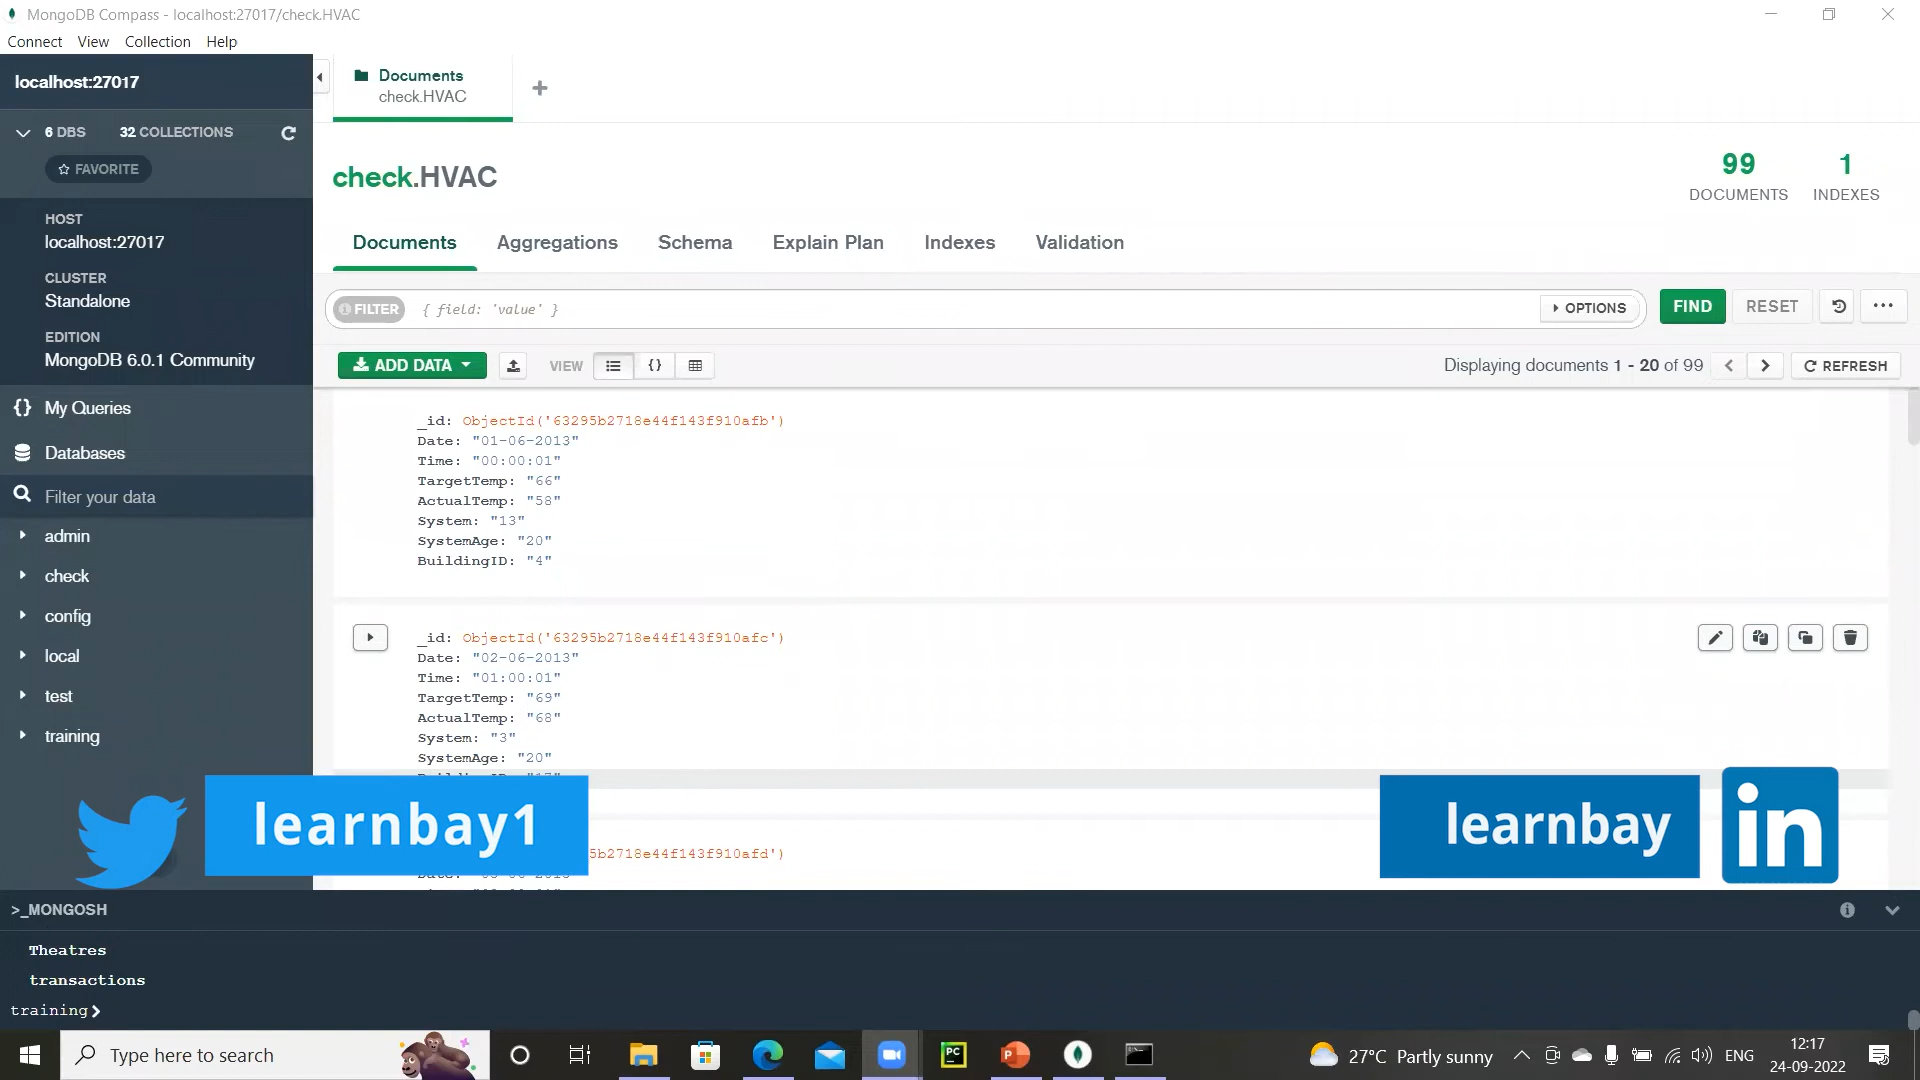 MongoDB Compass - localhost:27017/check.HVAC
Connect View Collection Help
localhost:27017
6 DBS 32 COLLECTIONS
FAVORITE
HOST
localhost:27017
CLUSTER
Standalone
EDITION
MongoDB 6.0.1 Community
{} My Queries
Databases
Filter your data
admin
check
config
local
test
training
Documents
check.HVAC
+
check.HVAC
99
DOCUMENTS
1
INDEXES
Documents Aggregations Schema Explain Plan Indexes Validation
FILTER { field: 'value' } OPTIONS FIND RESET ...
ADD DATA VIEW {} Displaying documents 1 - 20 of 99 < > REFRESH
_id: ObjectId('63295b2718e44f143f910afb')
Date: "01-06-2013"
Time: "00:00:01"
TargetTemp: "66"
ActualTemp: "58"
System: "13"
SystemAge: "20"
BuildingID: "4"
_id: ObjectId('63295b2718e44f143f910afc')
Date: "02-06-2013"
Time: "01:00:01"
TargetTemp: "69"
ActualTemp: "68"
System: "3"
SystemAge: "20"
5b2718e44f143f910afd')
learnbay1
learnbay
in
>_MONGOSH
Theatres
transactions
training>
Type here to search
PC
P
27°C Partly sunny
ENG
12:17
24-09-2022